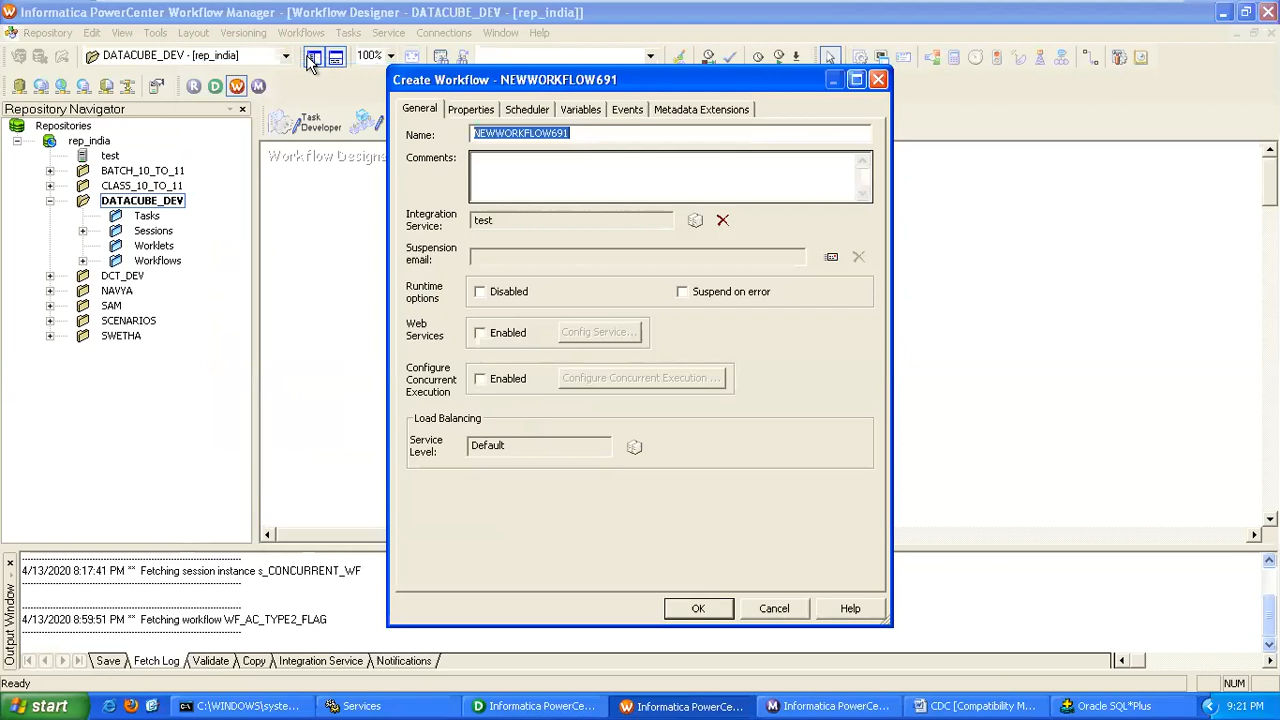 Informatica PowerCenter Workflow Manager - [Workflow Designer - DATACUBE_DEV - [rep_india]]
Repository Edit View Tools Layout Versioning Workflows Tasks Service Connections Window Help
DATACUBE_DEV - [rep_india] 100%
R D W M
Repository Navigator
Repositories
rep_india
test
BATCH_10_TO_11
CLASS_10_TO_11
DATACUBE_DEV
Tasks
Sessions
Worklets
Workflows
DCT_DEV
NAVYA
SAM
SCENARIOS
SWETHA
Task
Developer
Workflow Designer
Create Workflow - NEWWORKFLOW691
General Properties Scheduler Variables Events Metadata Extensions
Name: NEWWORKFLOW691
Comments:
Integration
Service: test
Suspension
email:
Runtime
options Disabled Suspend on error
Web
Services Enabled Config Service...
Configure
Concurrent
Execution Enabled Configure Concurrent Execution ...
Load Balancing
Service
Level: Default
OK Cancel Help
Output Window
4/13/2020 8:17:41 PM ** Fetching session instance s_CONCURRENT_WF
4/13/2020 8:59:51 PM ** Fetching workflow WF_AC_TYPE2_FLAG
Save Fetch Log Validate Copy Integration Service Notifications
Ready NUM
start C:\WINDOWS\syste... Services Informatica PowerCe... Informatica PowerCe... Informatica PowerCe... CDC [Compatibility M... Oracle SQL*Plus 9:21 PM